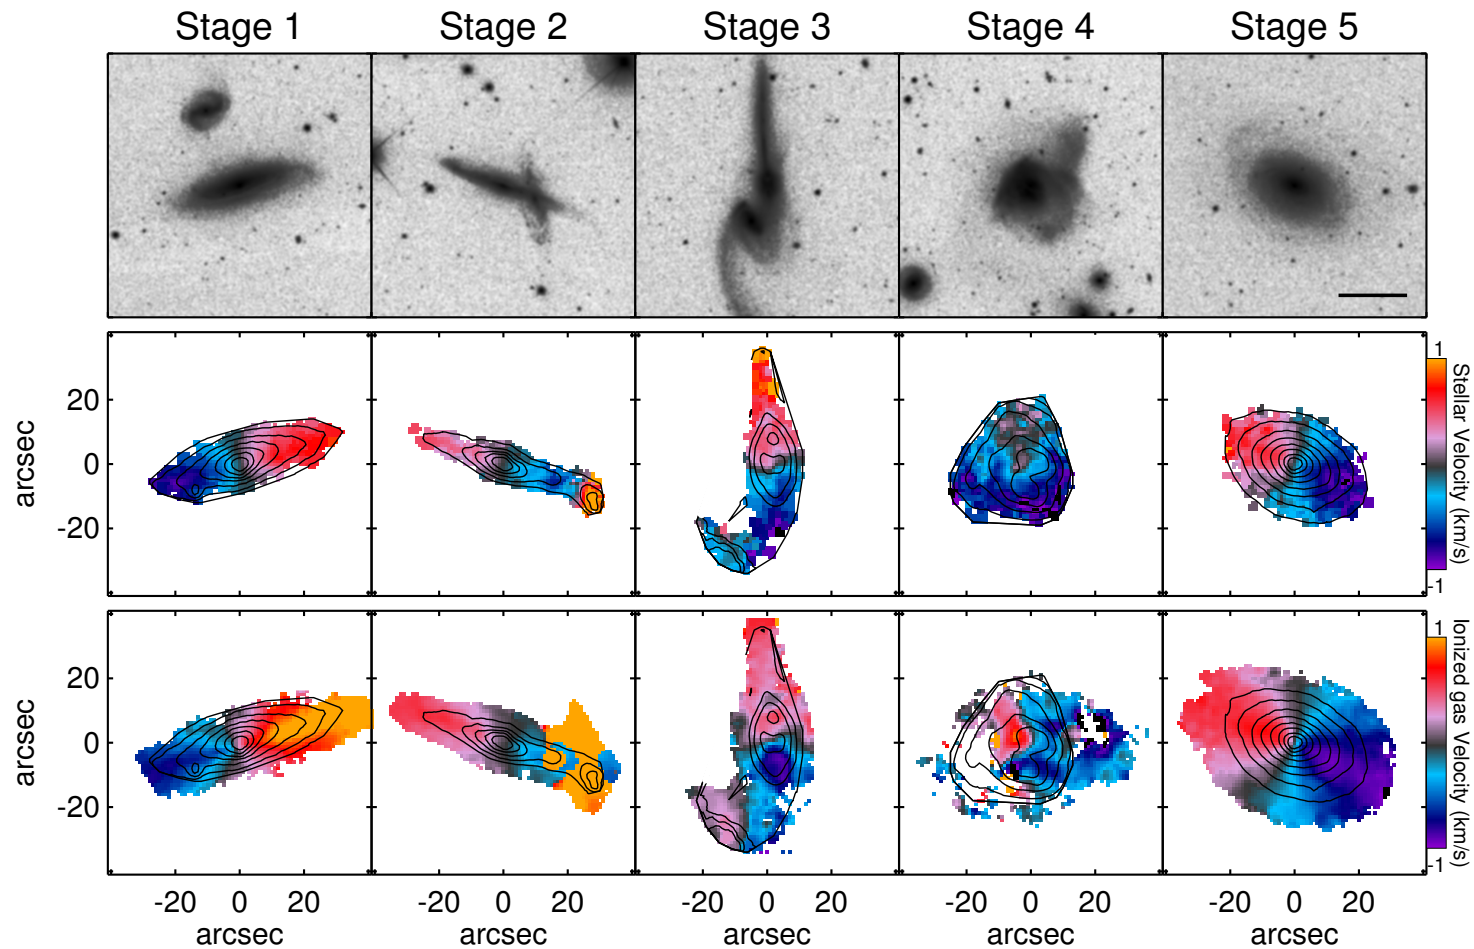 Stage 1 Stage 2 Stage 3 Stage 4 Stage 5
1
Stellar Velocity (km/s)
-1
arcsec
20
0
-20
1
Ionized gas Velocity (km/s)
-1
arcsec
20
0
-20
-20 0 20 -20 0 20 -20 0 20 -20 0 20 -20 0 20
arcsec arcsec arcsec arcsec arcsec